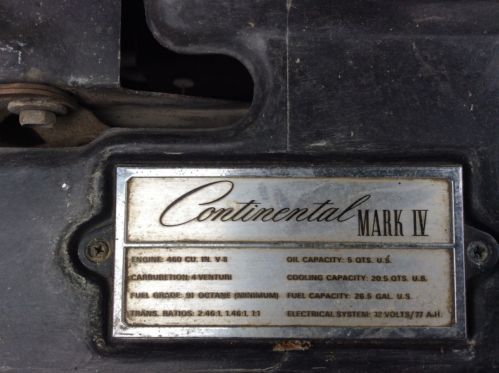 Continental MARK IV
ENGINE: 460 CU. IN. V-8
CARBURETION: 4 VENTURI
FUEL GRADE: 91 OCTANE (MINIMUM)
TRANS. RATIOS: 2:46:1, 1.46:1, 1:1
OIL CAPACITY: 5 QTS. U.S.
COOLING CAPACITY: 20.5 QTS. U.S.
FUEL CAPACITY: 26.5 GAL. U.S.
ELECTRICAL SYSTEM: 12 VOLTS/77 A.H.